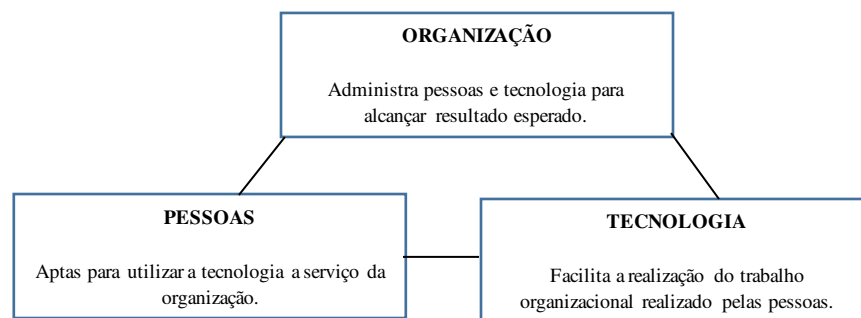 ORGANIZAÇÃO
Administra pessoas e tecnologia para
alcançar resultado esperado.
PESSOAS
Aptas para utilizar a tecnologia a serviço da
organização.
TECNOLOGIA
Facilita a realização do trabalho
organizacional realizado pelas pessoas.